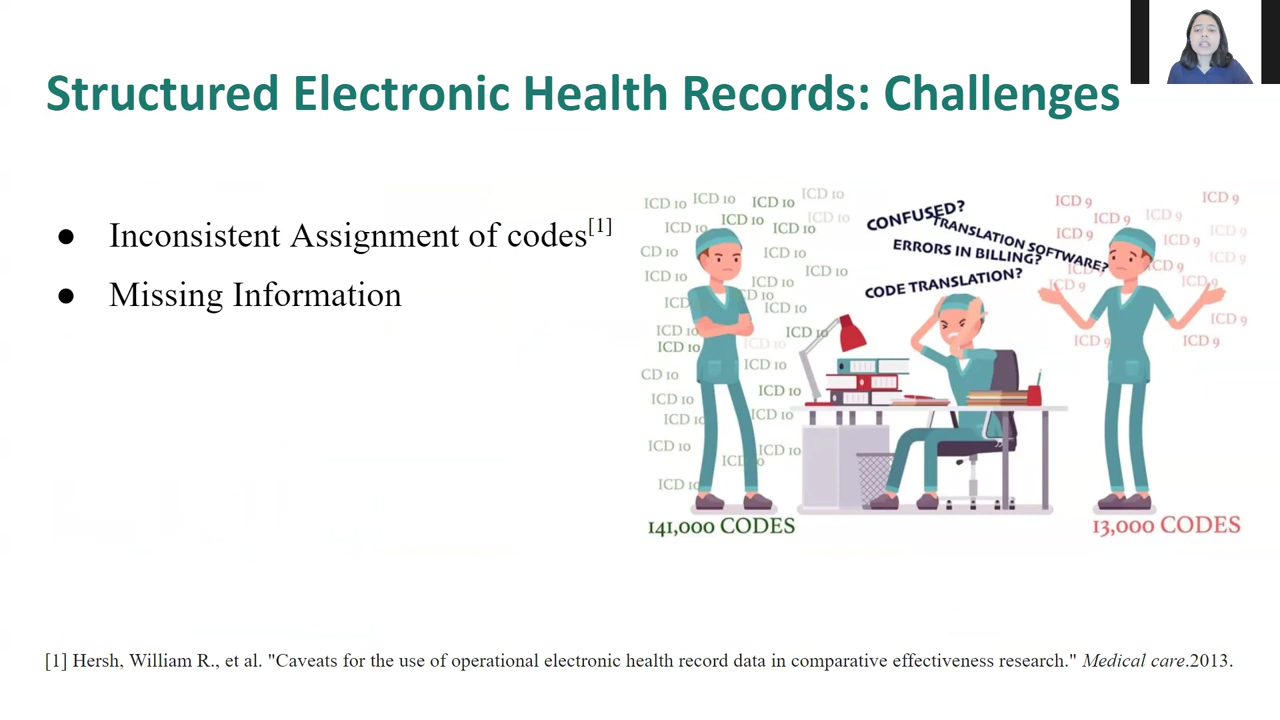 Structured Electronic Health Records: Challenges
● Inconsistent Assignment of codes[1]
● Missing Information
ICD 10 ICD 10 ICD 10 ICD 10
ICD 10 ICD 10 ICD 10 ICD 10
CD 10 ICD 10
ICD 10 ICD 10
ICD 10
ICD CD 10 ICD 10
ICD 10 ICD 10
ICD 10 ICD 10
CD 10 ICD 10
ICD 10 ICD 10
ICD 10 ICD 10
ICD 10 ICD 10
ICD 10
ICD 10
141,000 CODES
CONFUSED?
TRANSLATION SOFTWARE?
ERRORS IN BILLING?
CODE TRANSLATION?
ICD 9 ICD 9
ICD 9 ICD 9
ICD 9 ICD 9 ICD 9
ICD 9 ICD 9 ICD 9
ICD 9 ICD 9
ICD 9
ICD 9 ICD 9
13,000 CODES
[1] Hersh, William R., et al. "Caveats for the use of operational electronic health record data in comparative effectiveness research." Medical care.2013.